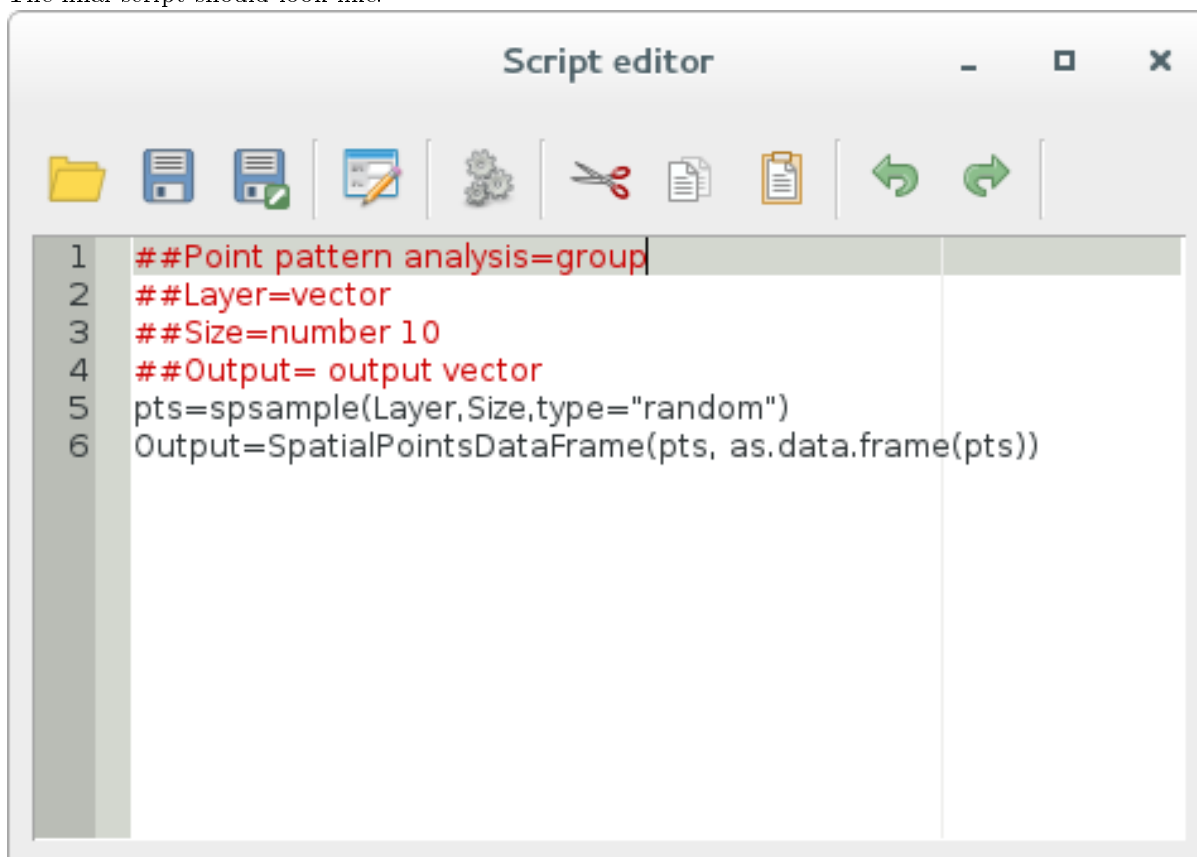 The final script should look like:
Script editor
1 ##Point pattern analysis=group
2 ##Layer=vector
3 ##Size=number 10
4 ##Output= output vector
5 pts=spsample(Layer,Size,type="random")
6 Output=SpatialPointsDataFrame(pts, as.data.frame(pts))